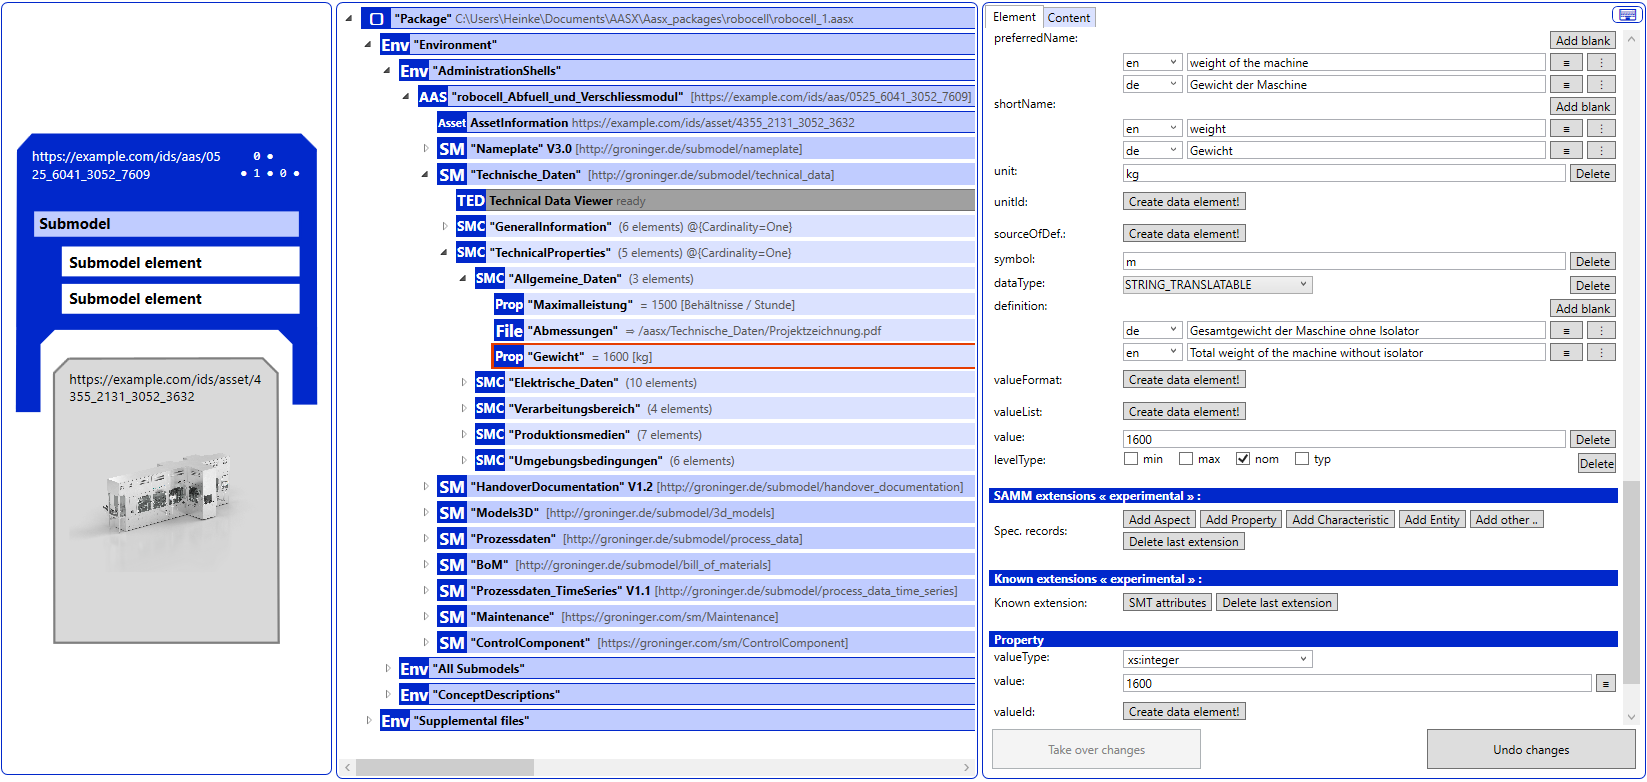 https://example.com/ids/aas/05
25_6041_3052_7609
0 •
• 1 • 0 •
Submodel
Submodel element
Submodel element
https://example.com/ids/asset/4
355_2131_3052_3632
"Package" C:\Users\Heinke\Documents\AASX\Aasx_packages\robocell\robocell_1.aasx
Env "Environment"
Env "AdministrationShells"
AAS "robocell_Abfuell_und_Verschliessmodul" [https://example.com/ids/aas/0525_6041_3052_7609]
Asset AssetInformation https://example.com/ids/asset/4355_2131_3052_3632
SM "Nameplate" V3.0 [http://groninger.de/submodel/nameplate]
SM "Technische_Daten" [http://groninger.de/submodel/technical_data]
TED Technical Data Viewer ready
SMC "GeneralInformation" (6 elements) @{Cardinality=One}
SMC "TechnicalProperties" (5 elements) @{Cardinality=One}
SMC "Allgemeine_Daten" (3 elements)
Prop "Maximalleistung" = 1500 [Behältnisse / Stunde]
File "Abmessungen" ⇒ /aasx/Technische_Daten/Projektzeichnung.pdf
Prop "Gewicht" = 1600 [kg]
SMC "Elektrische_Daten" (10 elements)
SMC "Verarbeitungsbereich" (4 elements)
SMC "Produktionsmedien" (7 elements)
SMC "Umgebungsbedingungen" (6 elements)
SM "HandoverDocumentation" V1.2 [http://groninger.de/submodel/handover_documentation]
SM "Models3D" [http://groninger.de/submodel/3d_models]
SM "Prozessdaten" [http://groninger.de/submodel/process_data]
SM "BoM" [http://groninger.de/submodel/bill_of_materials]
SM "Prozessdaten_TimeSeries" V1.1 [http://groninger.de/submodel/process_data_time_series]
SM "Maintenance" [https://groninger.com/sm/Maintenance]
SM "ControlComponent" [https://groninger.com/sm/ControlComponent]
Env "All Submodels"
Env "ConceptDescriptions"
Env "Supplemental files"
Element Content
preferredName: Add blank
en weight of the machine ≡ ⋮
de Gewicht der Maschine ≡ ⋮
shortName: Add blank
en weight ≡ ⋮
de Gewicht ≡ ⋮
unit: kg Delete
unitId: Create data element!
sourceOfDef.: Create data element!
symbol: m Delete
dataType: STRING_TRANSLATABLE Delete
definition: Add blank
de Gesamtgewicht der Maschine ohne Isolator ≡ ⋮
en Total weight of the machine without isolator ≡ ⋮
valueFormat: Create data element!
valueList: Create data element!
value: 1600 Delete
levelType: min max nom typ Delete
SAMM extensions « experimental » :
Spec. records: Add Aspect Add Property Add Characteristic Add Entity Add other ..
Delete last extension
Known extensions « experimental » :
Known extension: SMT attributes Delete last extension
Property
valueType: xs:integer
value: 1600 ≡
valueId: Create data element!
Take over changes Undo changes